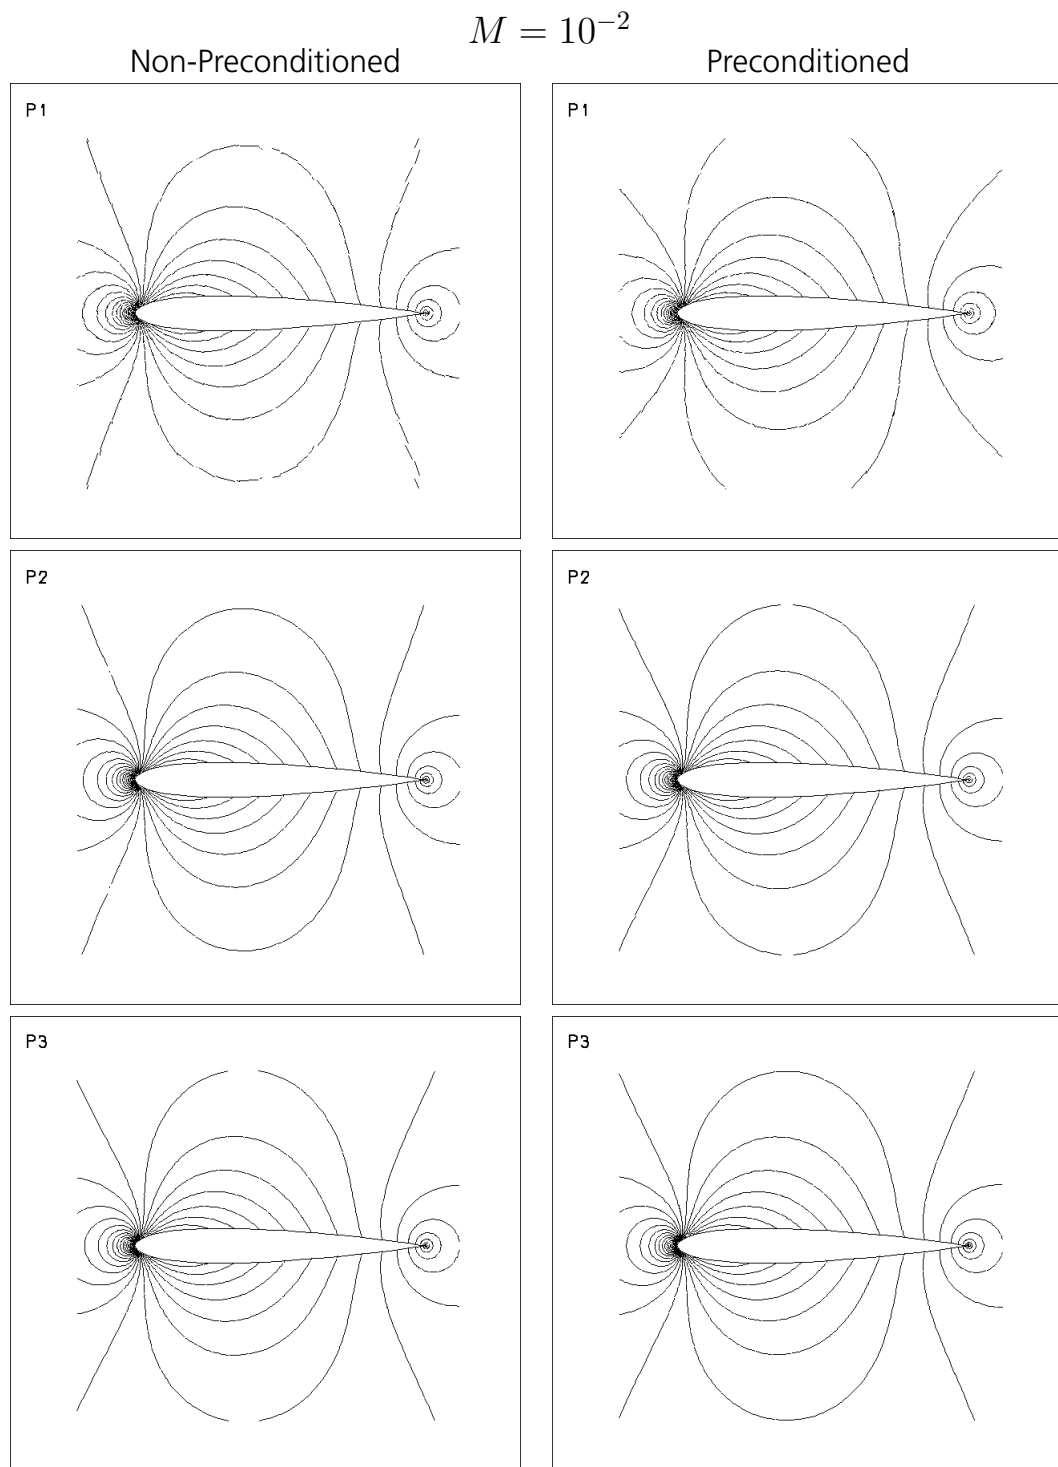 M = 10⁻²
Non-Preconditioned Preconditioned
P1 P1
P2 P2
P3 P3